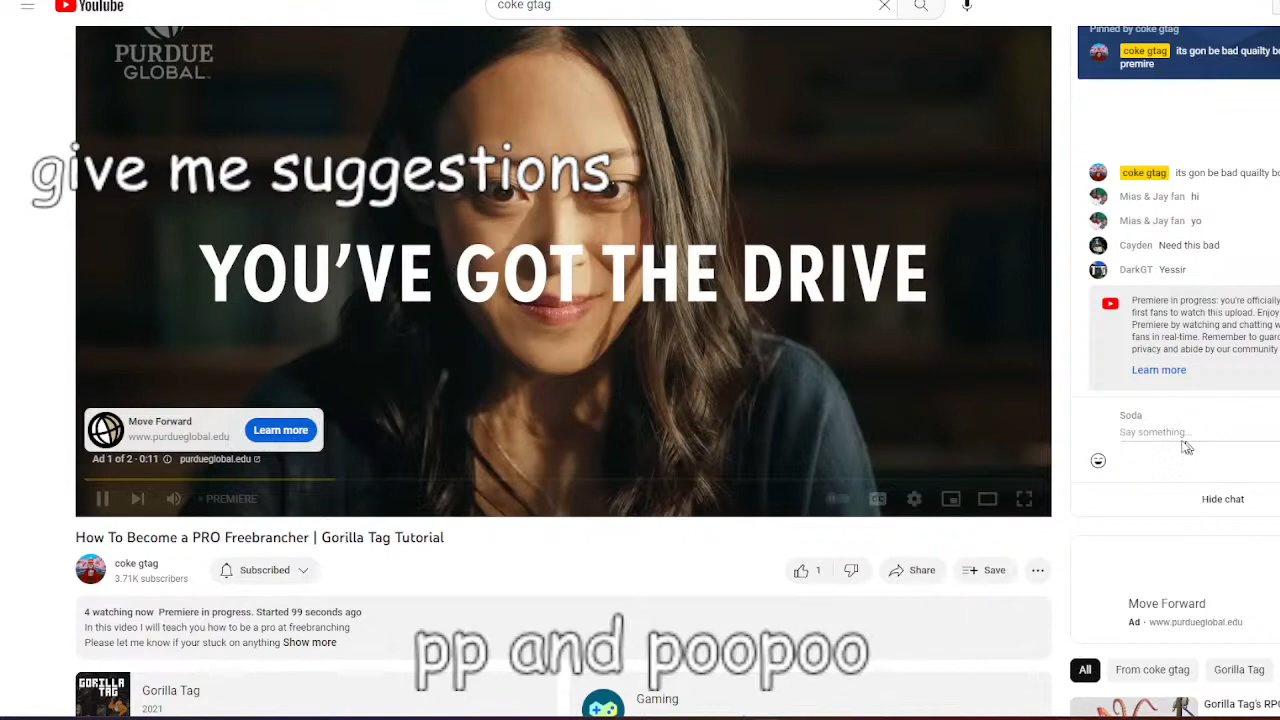 YouTube
coke gtag
PURDUE
GLOBAL
give me suggestions
YOU'VE GOT THE DRIVE
Move Forward
www.purdueglobal.edu
Learn more
Ad 1 of 2 · 0:11
purdueglobal.edu
PREMIERE
How To Become a PRO Freebrancher | Gorilla Tag Tutorial
coke gtag
3.71K subscribers
Subscribed
1
Share
Save
4 watching now Premiere in progress. Started 99 seconds ago
In this video I will teach you how to be a pro at freebranching
Please let me know if your stuck on anything Show more
pp and poopoo
GORILLA
TAG
Gorilla Tag
2021
Gaming
Pinned by coke gtag
coke gtag its gon be bad quailty
premire
coke gtag its gon be bad quailty
Mias & Jay fan hi
Mias & Jay fan yo
Cayden Need this bad
DarkGT Yessir
Premiere in progress: you're officially
first fans to watch this upload. Enjoy
Premiere by watching and chatting
fans in real-time. Remember to
privacy and abide by our community
Learn more
Soda
Say something...
Hide chat
Move Forward
Ad · www.purdueglobal.edu
All
From coke gtag
Gorilla Tag
Gorilla Tag's